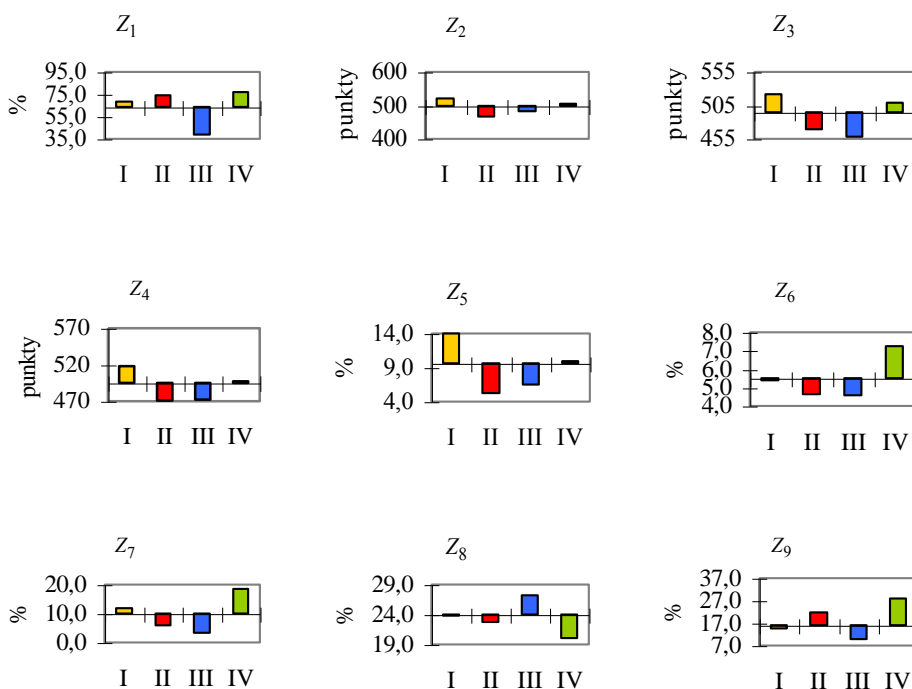 Z1
95,0
75,0
55,0
35,0
%
I II III IV
Z2
600
500
400
punkty
I II III IV
Z3
555
505
455
punkty
I II III IV
Z4
570
520
470
punkty
I II III IV
Z5
14,0
9,0
4,0
%
I II III IV
Z6
8,0
7,0
6,0
5,0
4,0
%
I II III IV
Z7
20,0
10,0
0,0
%
I II III IV
Z8
29,0
24,0
19,0
%
I II III IV
Z9
37,0
27,0
17,0
7,0
%
I II III IV